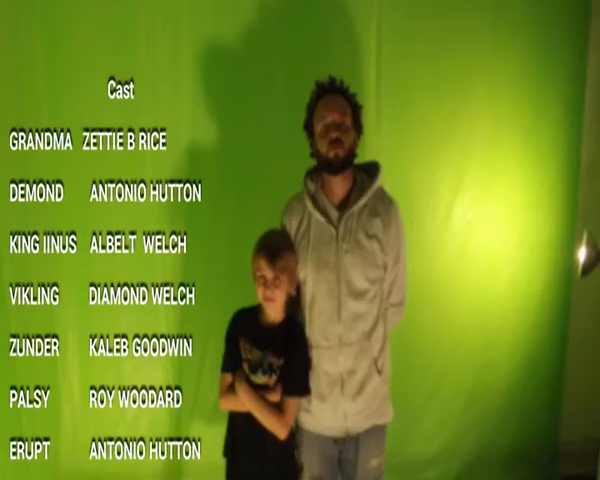 Cast
GRANDMA ZETTIE B RICE
DEMOND ANTONIO HUTTON
KING IINUS ALBELT WELCH
VIKLING DIAMOND WELCH
ZUNDER KALEB GOODWIN
PALSY ROY WOODARD
ERUPT ANTONIO HUTTON